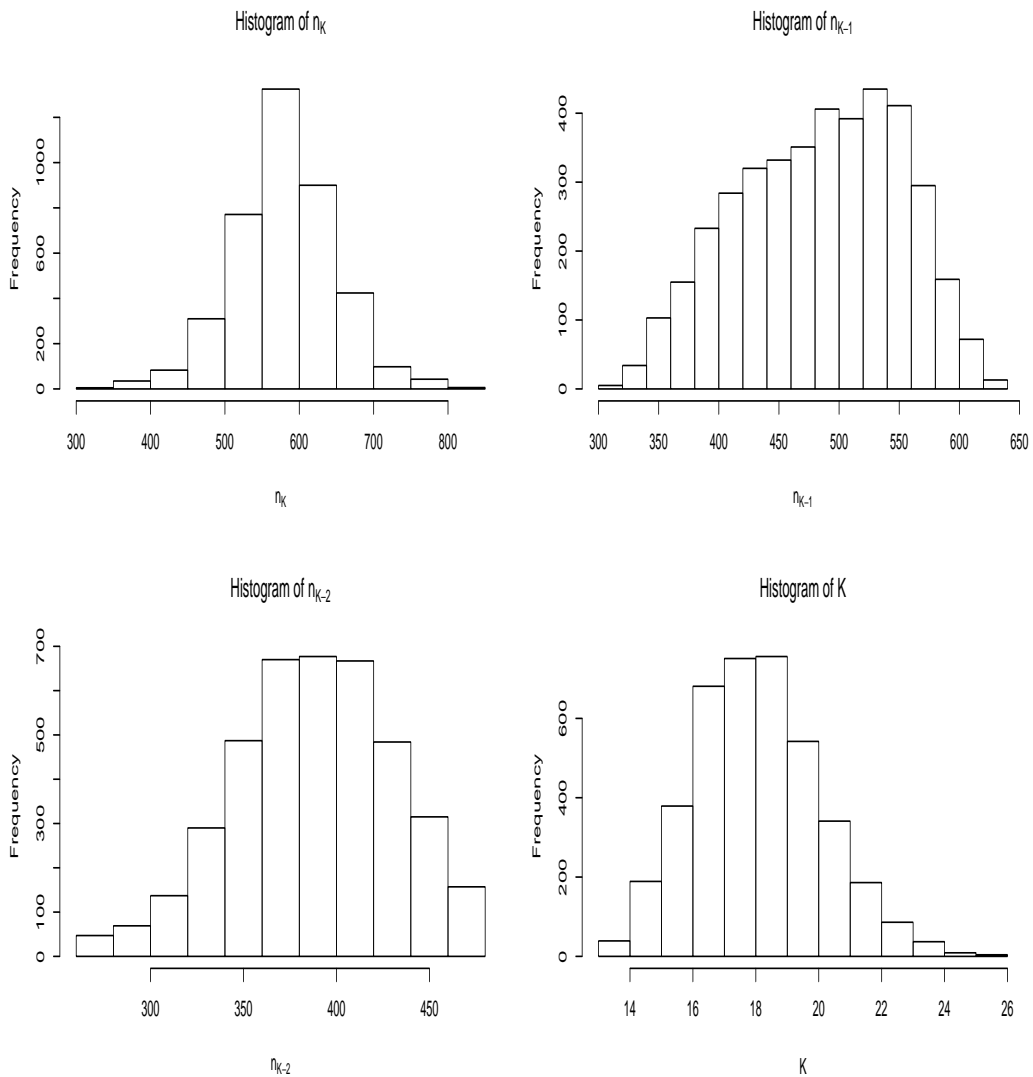 Histogram of n_K
Frequency
0 200 600 1000
300 400 500 600 700 800
n_K
Histogram of n_{K−1}
Frequency
0 100 200 300 400
300 350 400 450 500 550 600 650
n_{K−1}
Histogram of n_{K−2}
Frequency
0 100 300 500 700
300 350 400 450
n_{K−2}
Histogram of K
Frequency
0 200 400 600
14 16 18 20 22 24 26
K